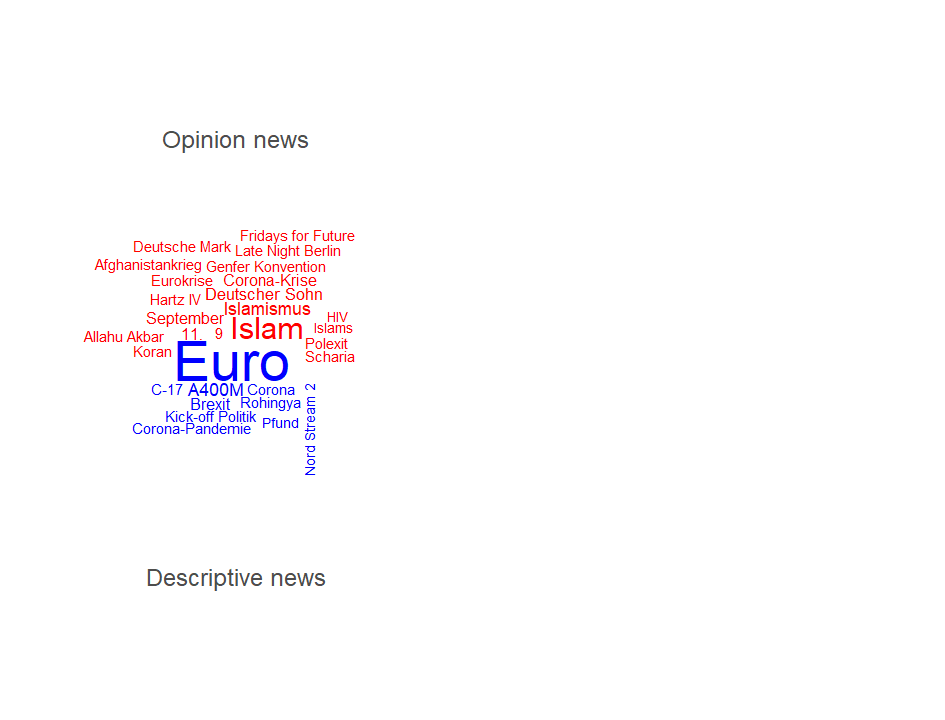 Opinion news
Fridays for Future
Deutsche Mark
Late Night Berlin
Afghanistankrieg
Genfer Konvention
Eurokrise
Corona-Krise
Hartz IV
Deutscher Sohn
Islamismus
September
HIV
Islam
Islams
Allahu Akbar
11.
9
Polexit
Koran
Scharia
Euro
C-17
A400M
Corona
Brexit
Rohingya
Kick-off Politik
Pfund
Corona-Pandemie
Nord Stream 2
Descriptive news